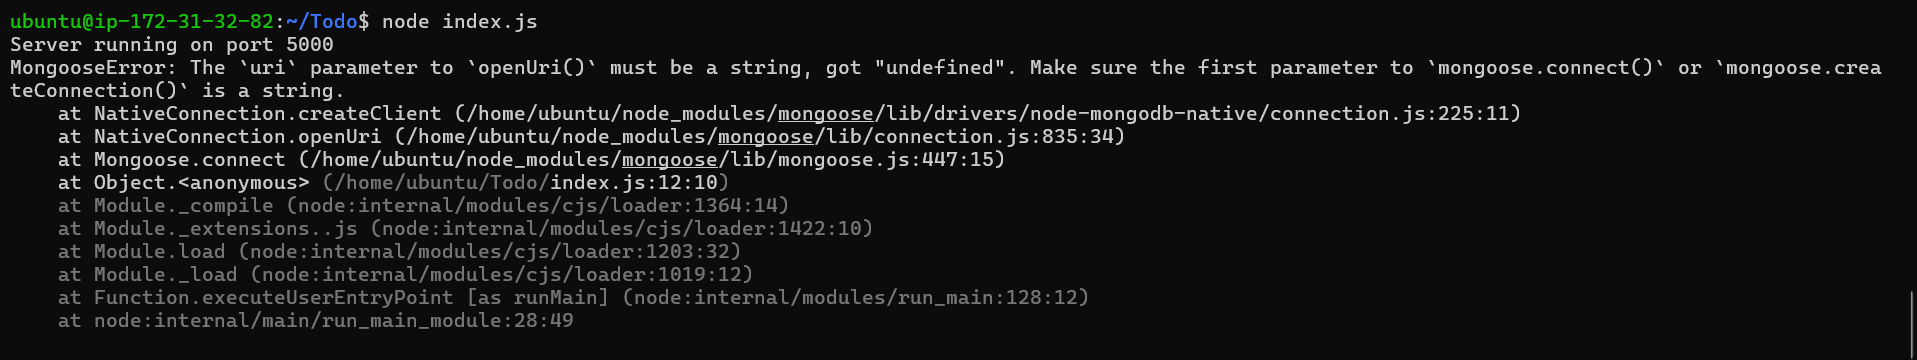 ubuntu@ip-172-31-32-82:~/Todo$ node index.js
Server running on port 5000
MongooseError: The `uri` parameter to `openUri()` must be a string, got "undefined". Make sure the first parameter to `mongoose.connect()` or `mongoose.crea
teConnection()` is a string.
    at NativeConnection.createClient (/home/ubuntu/node_modules/mongoose/lib/drivers/node-mongodb-native/connection.js:225:11)
    at NativeConnection.openUri (/home/ubuntu/node_modules/mongoose/lib/connection.js:835:34)
    at Mongoose.connect (/home/ubuntu/node_modules/mongoose/lib/mongoose.js:447:15)
    at Object.<anonymous> (/home/ubuntu/Todo/index.js:12:10)
    at Module._compile (node:internal/modules/cjs/loader:1364:14)
    at Module._extensions..js (node:internal/modules/cjs/loader:1422:10)
    at Module.load (node:internal/modules/cjs/loader:1203:32)
    at Module._load (node:internal/modules/cjs/loader:1019:12)
    at Function.executeUserEntryPoint [as runMain] (node:internal/modules/run_main:128:12)
    at node:internal/main/run_main_module:28:49